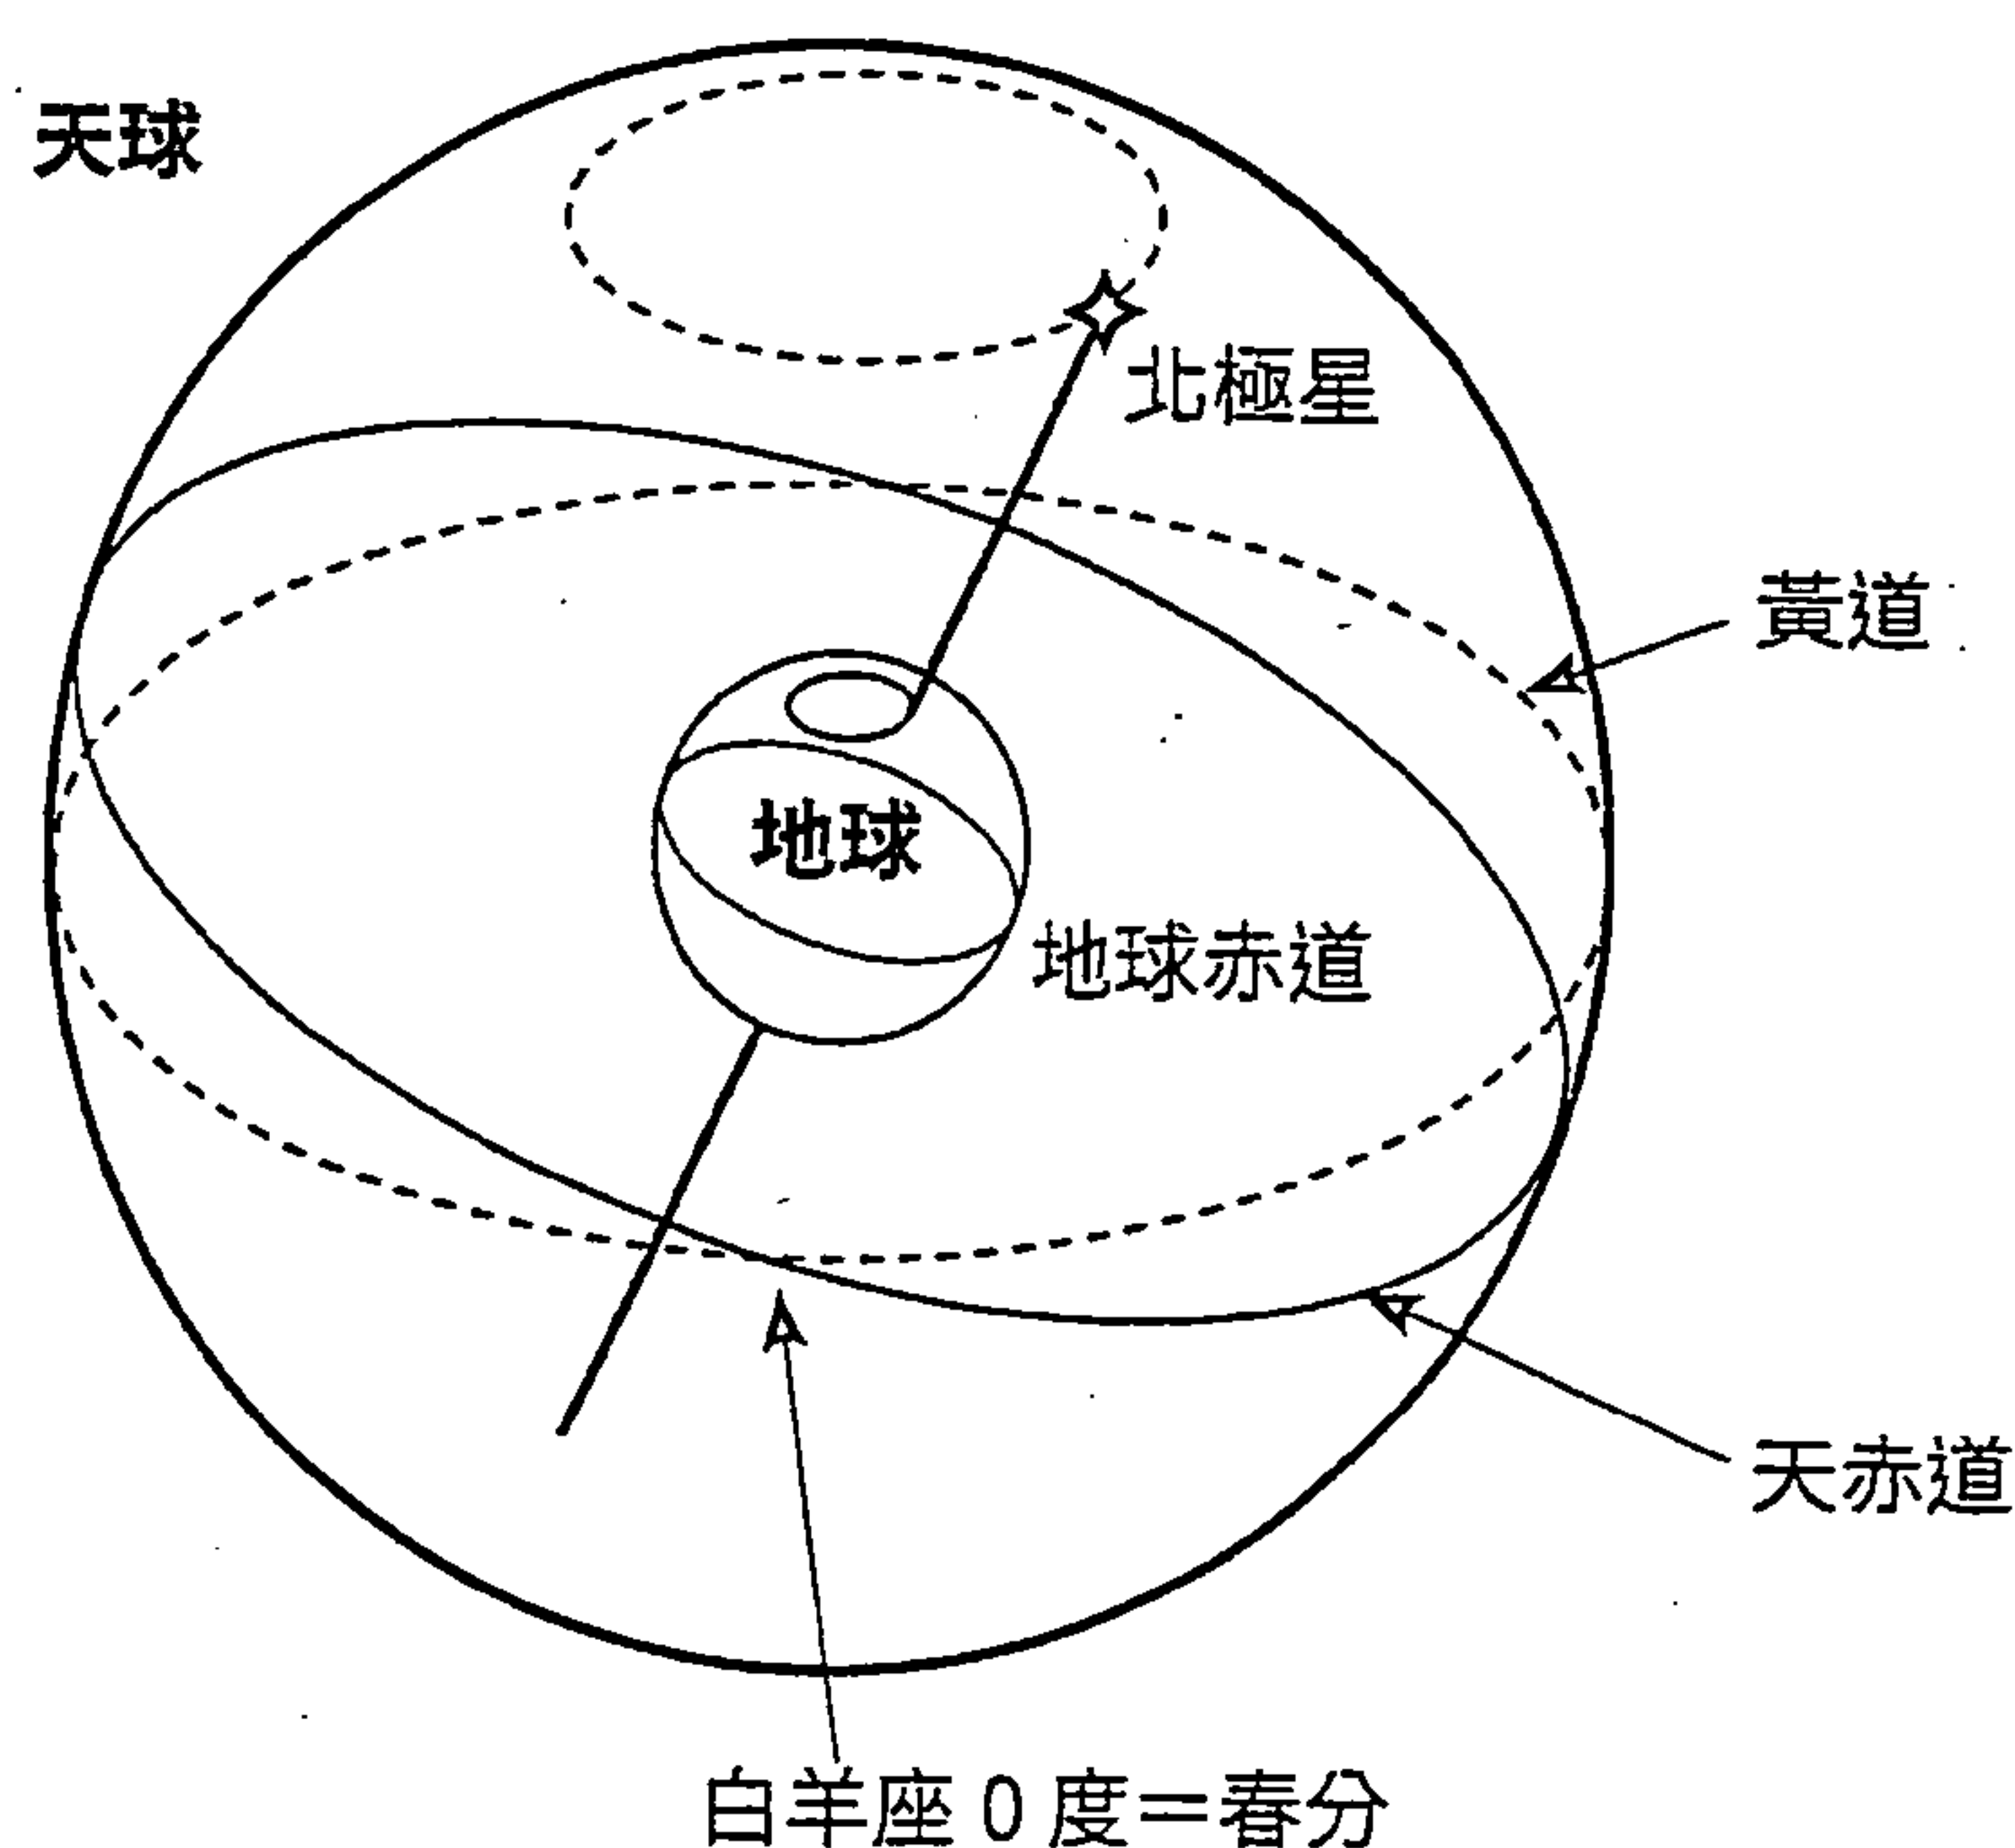 天球
北極星
黃道
地球
地球赤道
天赤道
白羊座0度＝春分